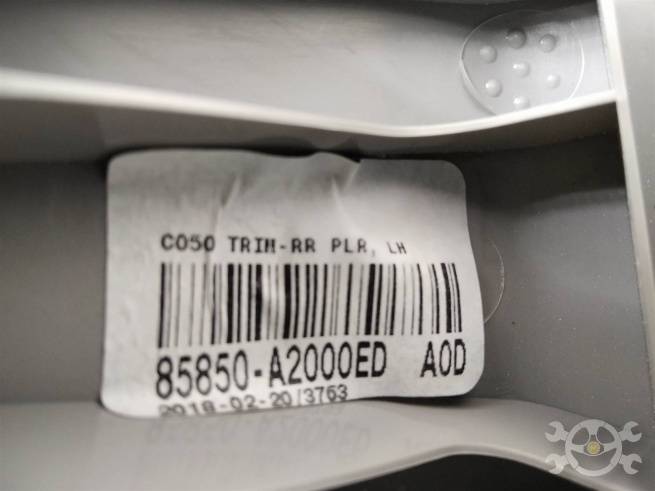 C050 TRIM-RR PLR, LH
85850-A2000ED A0D
2018-02-20/3763